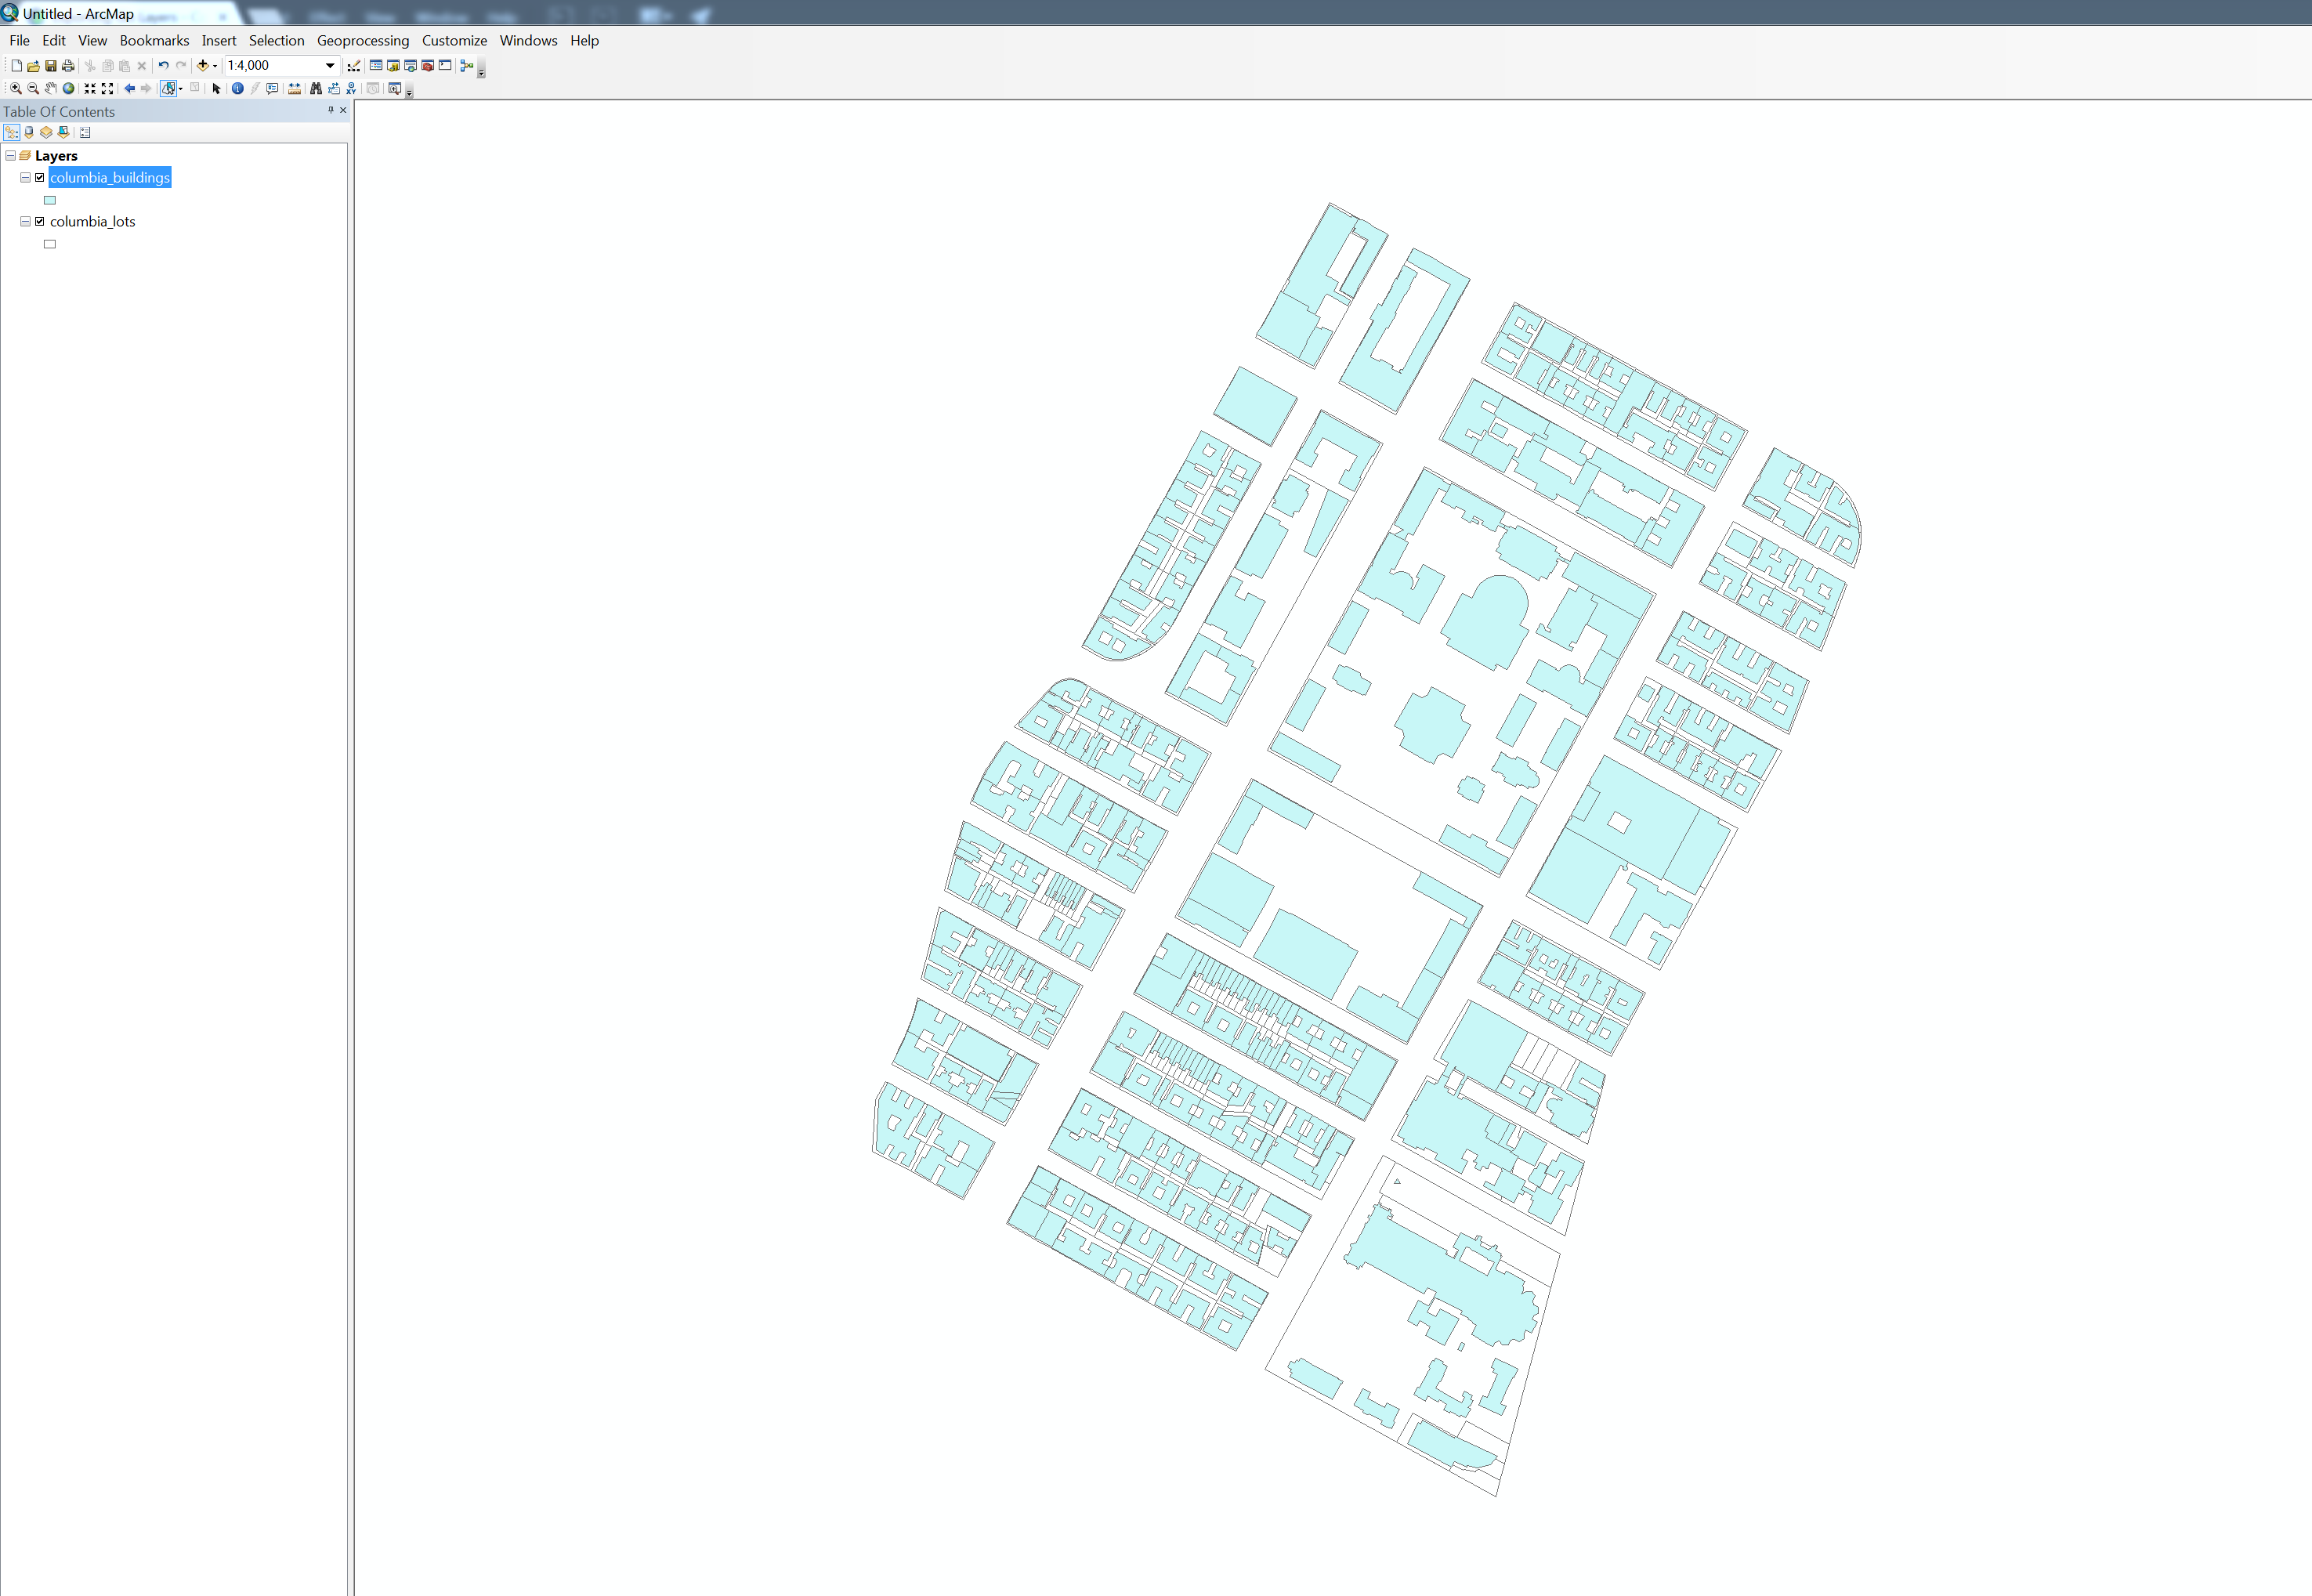 Untitled - ArcMap
File Edit View Bookmarks Insert Selection Geoprocessing Customize Windows Help
1:4,000
Table Of Contents
Layers
columbia_buildings
columbia_lots